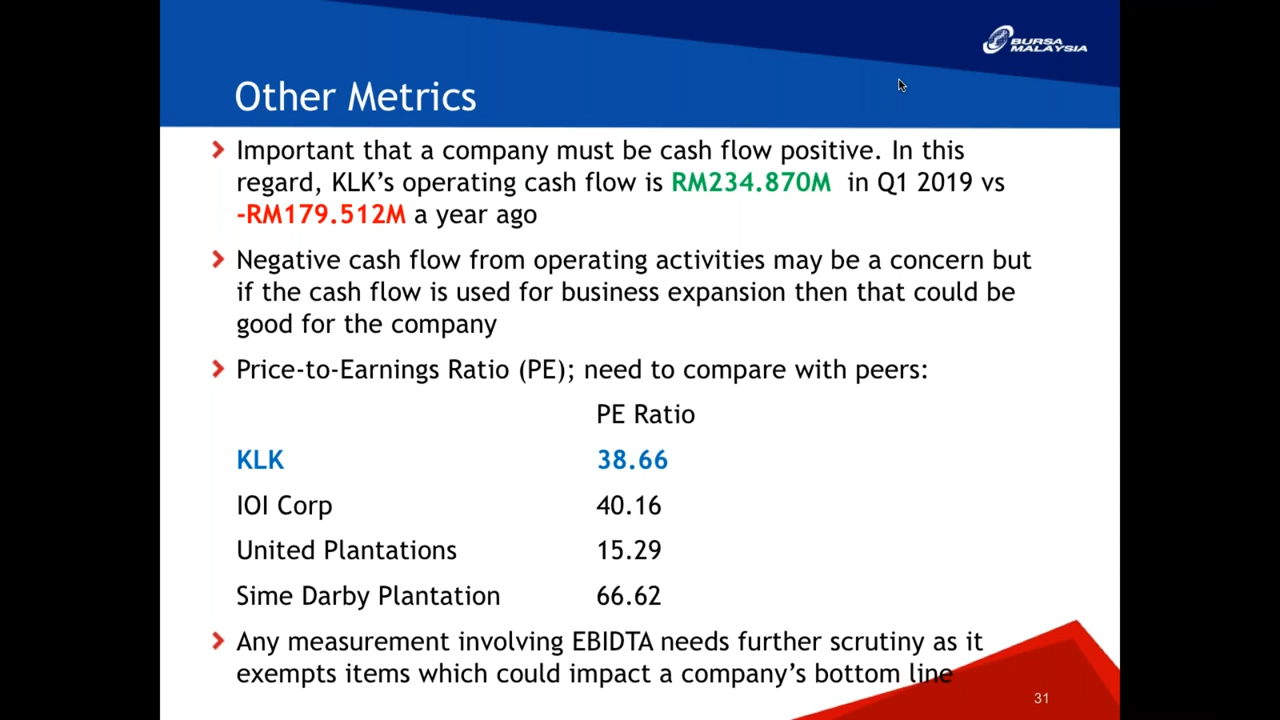 BURSA
MALAYSIA
Other Metrics
Important that a company must be cash flow positive. In this
regard, KLK’s operating cash flow is RM234.870M in Q1 2019 vs
-RM179.512M a year ago
Negative cash flow from operating activities may be a concern but
if the cash flow is used for business expansion then that could be
good for the company
Price-to-Earnings Ratio (PE); need to compare with peers:
PE Ratio
KLK 38.66
IOI Corp 40.16
United Plantations 15.29
Sime Darby Plantation 66.62
Any measurement involving EBIDTA needs further scrutiny as it
exempts items which could impact a company’s bottom line
31